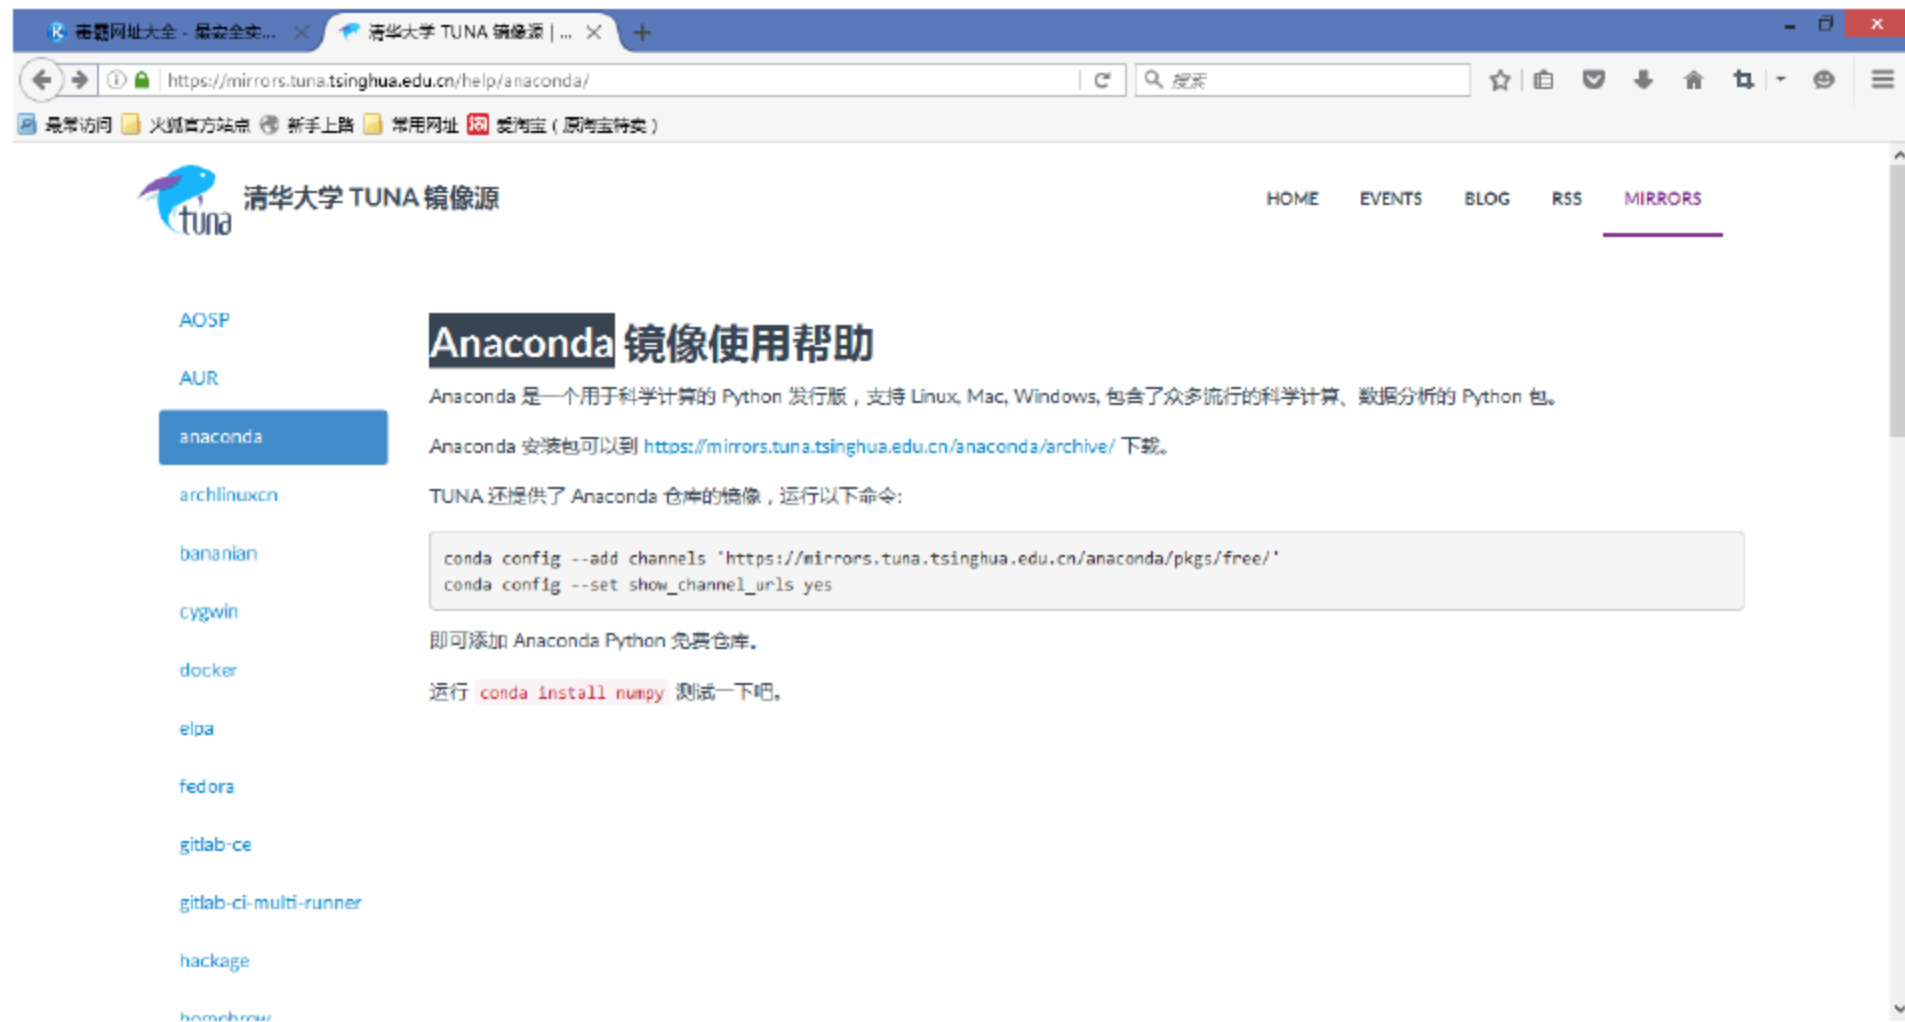 毒霸网址大全 - 最安全实...
清华大学 TUNA 镜像源 | ...
https://mirrors.tuna.tsinghua.edu.cn/help/anaconda/
搜索
最常访问 火狐官方站点 新手上路 常用网址 爱淘宝 ( 原淘宝特卖 )
tuna
清华大学 TUNA 镜像源
HOME EVENTS BLOG RSS MIRRORS
AOSP
AUR
anaconda
archlinuxcn
bananian
cygwin
docker
elpa
fedora
gitlab-ce
gitlab-ci-multi-runner
hackage
homebrew
Anaconda 镜像使用帮助
Anaconda 是一个用于科学计算的 Python 发行版，支持 Linux, Mac, Windows, 包含了众多流行的科学计算、数据分析的 Python 包。
Anaconda 安装包可以到 https://mirrors.tuna.tsinghua.edu.cn/anaconda/archive/ 下载。
TUNA 还提供了 Anaconda 仓库的镜像，运行以下命令:
conda config --add channels 'https://mirrors.tuna.tsinghua.edu.cn/anaconda/pkgs/free/'
conda config --set show_channel_urls yes
即可添加 Anaconda Python 免费仓库。
运行 conda install numpy 测试一下吧。